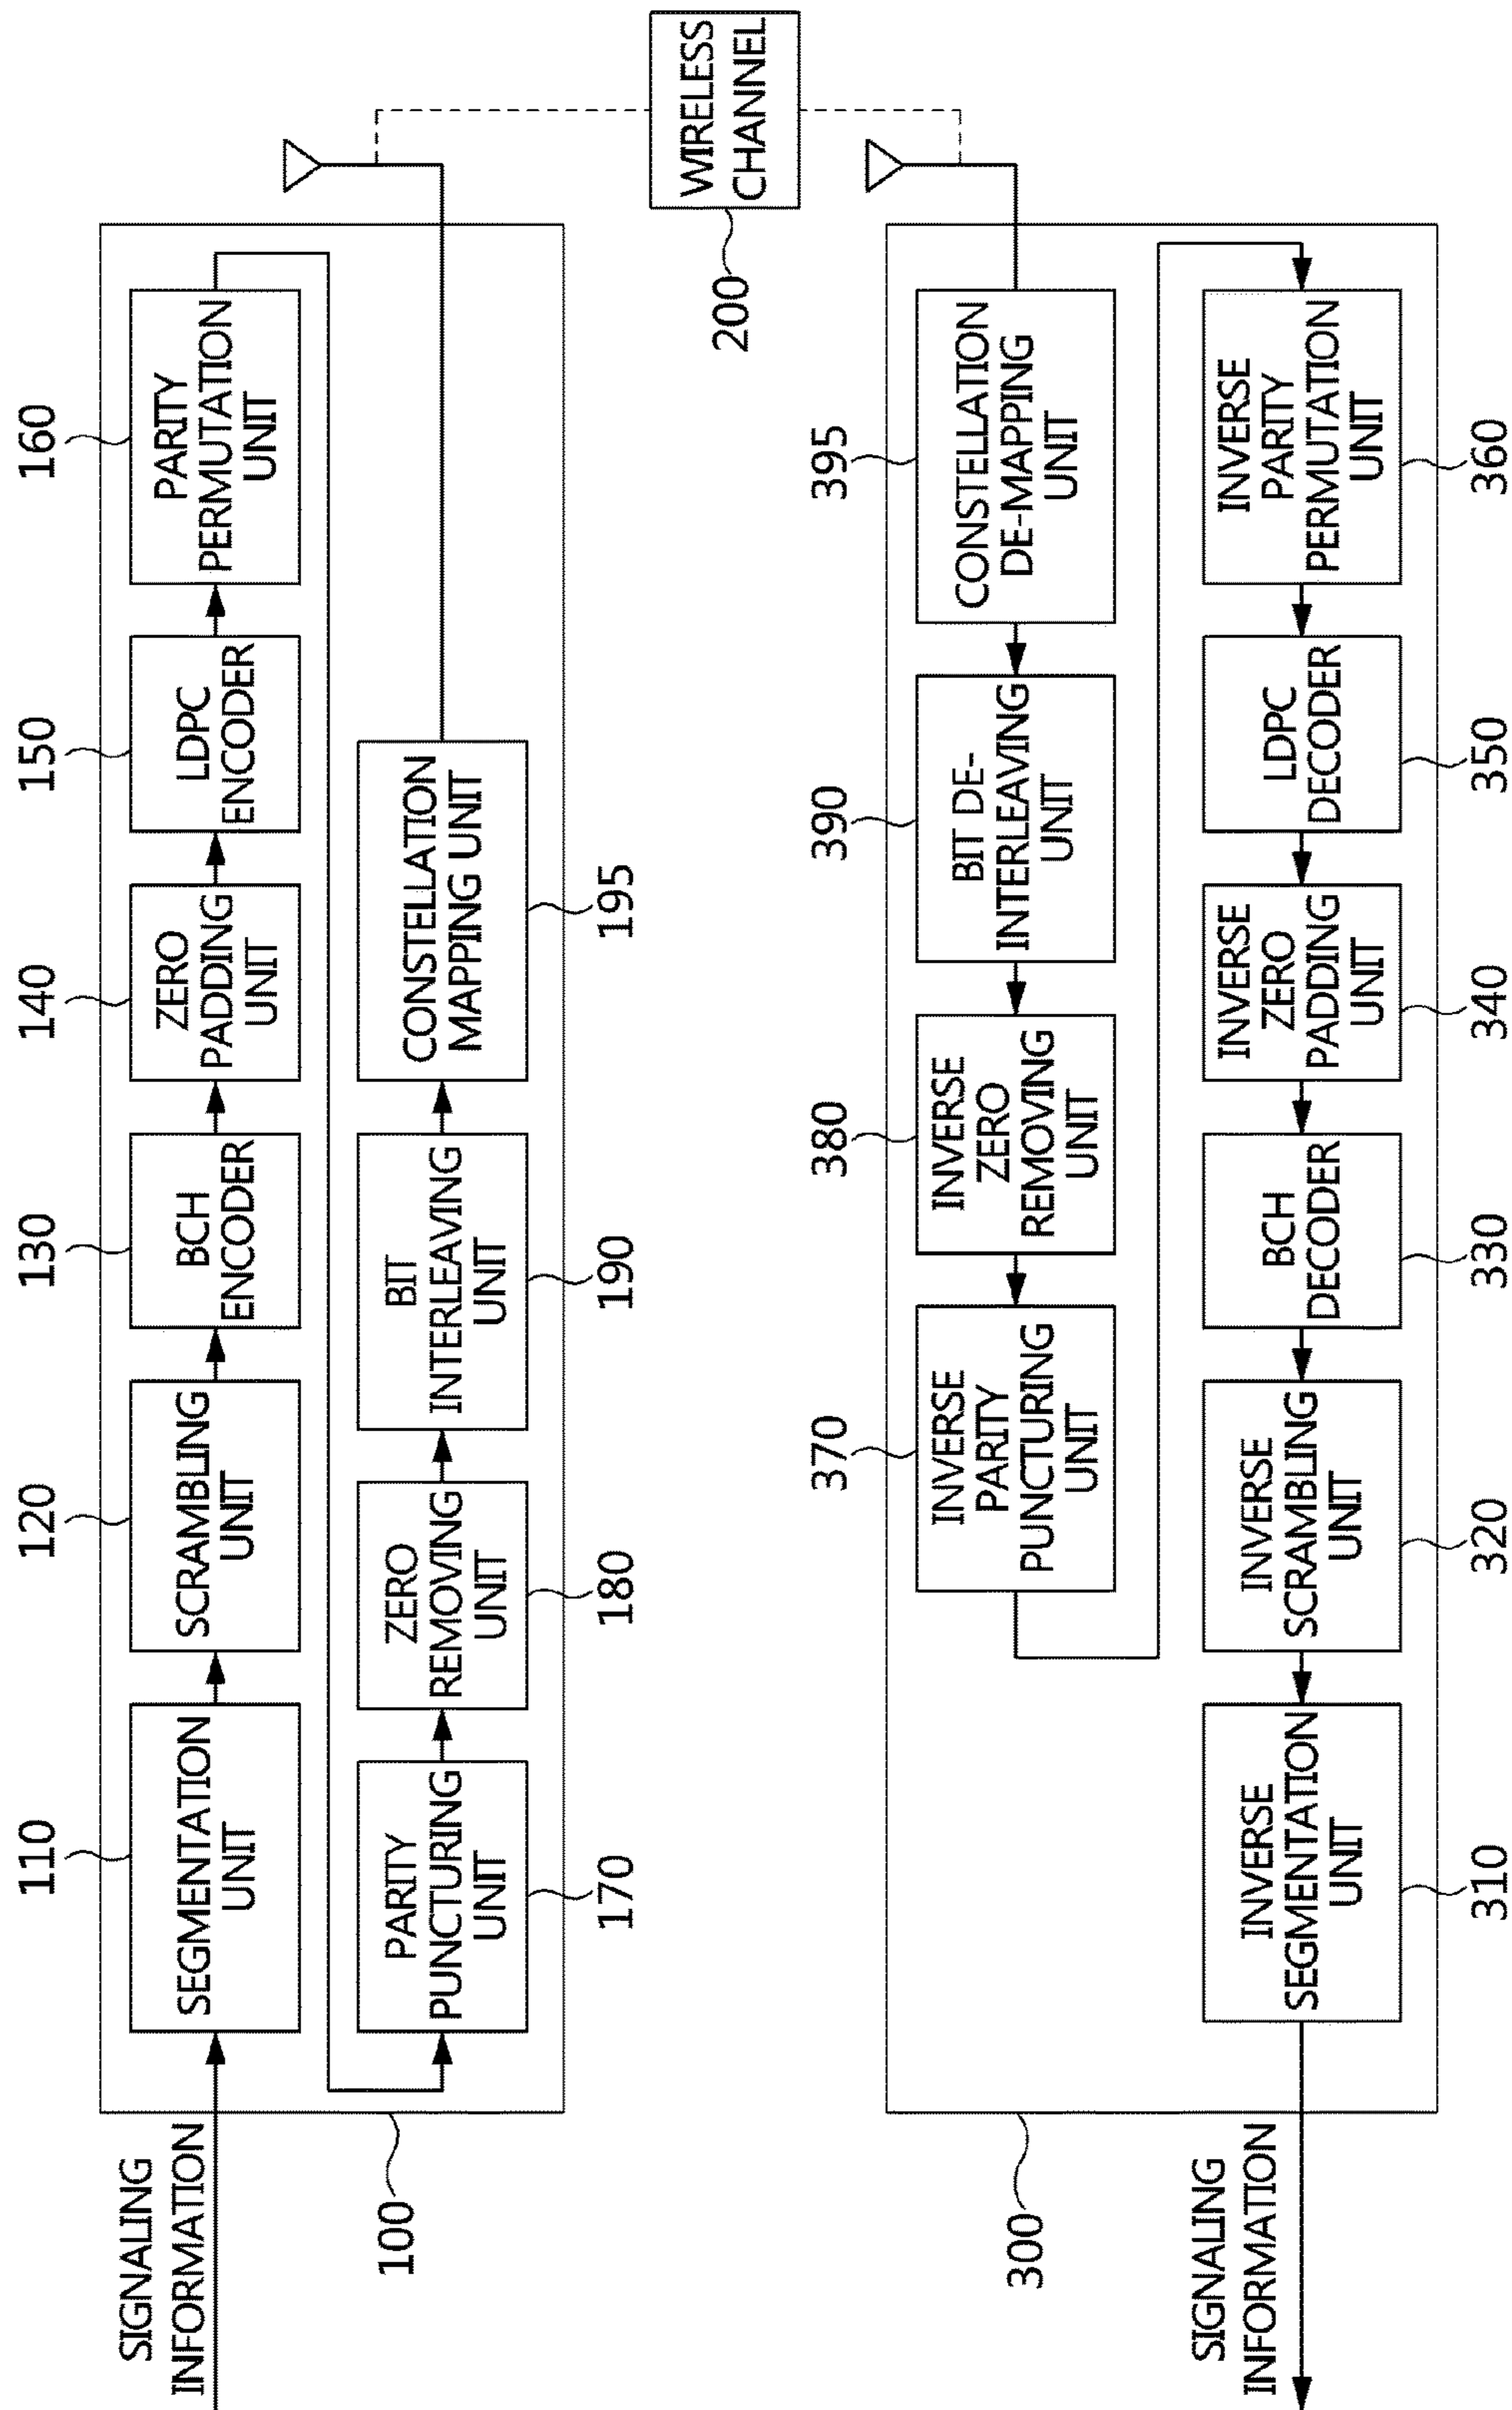 SIGNALING
INFORMATION
100
110
SEGMENTATION
UNIT
120
SCRAMBLING
UNIT
130
BCH
ENCODER
140
ZERO
PADDING
UNIT
150
LDPC
ENCODER
160
PARITY
PERMUTATION
UNIT
PARITY
PUNCTURING
UNIT
170
ZERO
REMOVING
UNIT
180
BIT
INTERLEAVING
UNIT
190
CONSTELLATION
MAPPING UNIT
195
WIRELESS
CHANNEL
200
300
395
CONSTELLATION
DE-MAPPING
UNIT
390
BIT DE-
INTERLEAVING
UNIT
380
INVERSE
ZERO
REMOVING
UNIT
370
INVERSE
PARITY
PUNCTURING
UNIT
INVERSE
PARITY
PERMUTATION
UNIT
360
LDPC
DECODER
350
INVERSE
ZERO
PADDING
UNIT
340
BCH
DECODER
330
INVERSE
SCRAMBLING
UNIT
320
INVERSE
SEGMENTATION
UNIT
310
SIGNALING
INFORMATION